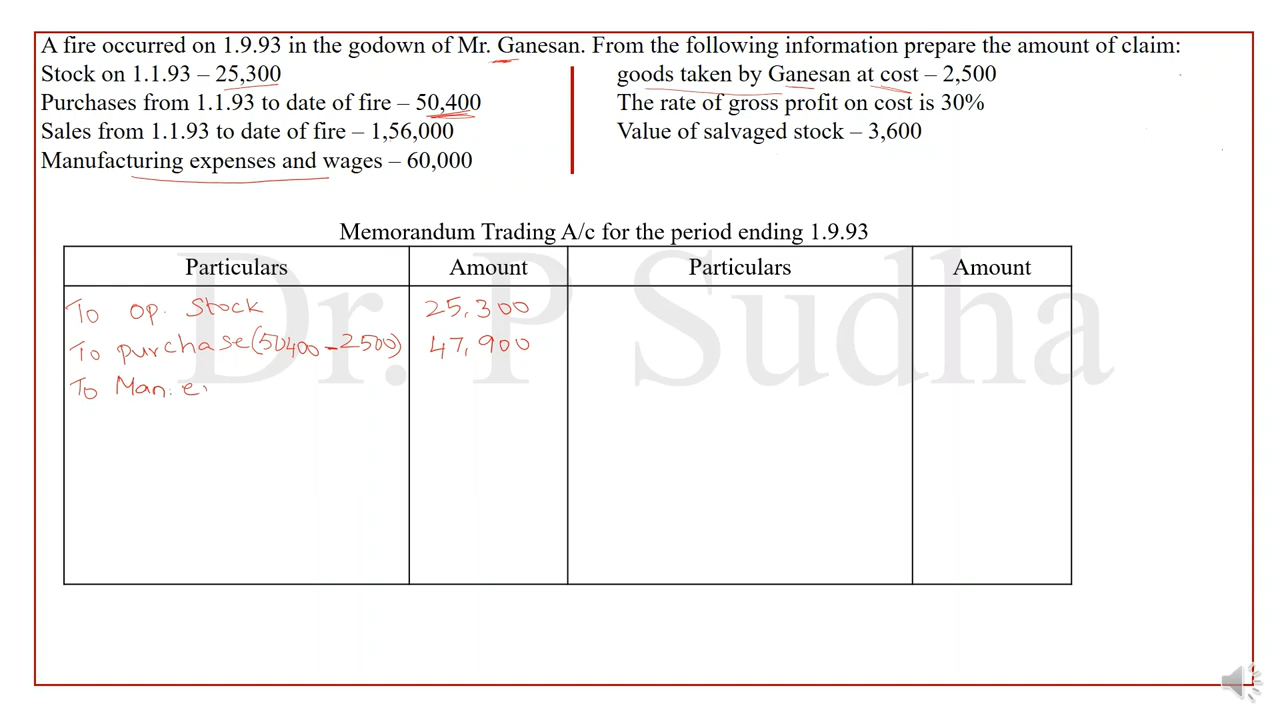 A fire occurred on 1.9.93 in the godown of Mr. Ganesan. From the following information prepare the amount of claim:
Stock on 1.1.93 – 25,300
Purchases from 1.1.93 to date of fire – 50,400
Sales from 1.1.93 to date of fire – 1,56,000
Manufacturing expenses and wages – 60,000
goods taken by Ganesan at cost – 2,500
The rate of gross profit on cost is 30%
Value of salvaged stock – 3,600
Memorandum Trading A/c for the period ending 1.9.93
Particulars Amount Particulars Amount
To Op. Stock 25,300
To purchase (50400-2500) 47,900
To Man. e
Dr. P Sudha